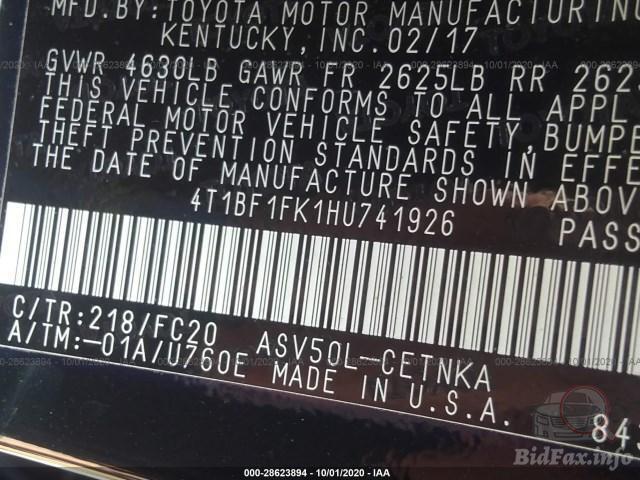 MFD.BY:TOYOTA MOTOR MANUFACTURING
KENTUCKY, INC. 02/17
GVWR 4630LB GAWR FR 2625LB RR 262
THIS VEHICLE CONFORMS TO ALL APPL
FEDERAL MOTOR VEHICLE SAFETY,BUMPE
THEFT PREVENTION STANDARDS IN EFFE
THE DATE OF MANUFACTURE SHOWN ABOV
4T1BF1FK1HU741926 PASS
C/TR:218/FC20 ASV50L-CETNKA
A/TM:-01A/U760E MADE IN U.S.A.
843
BidFax.info
000-28623894 - 10/01/2020 - IAA